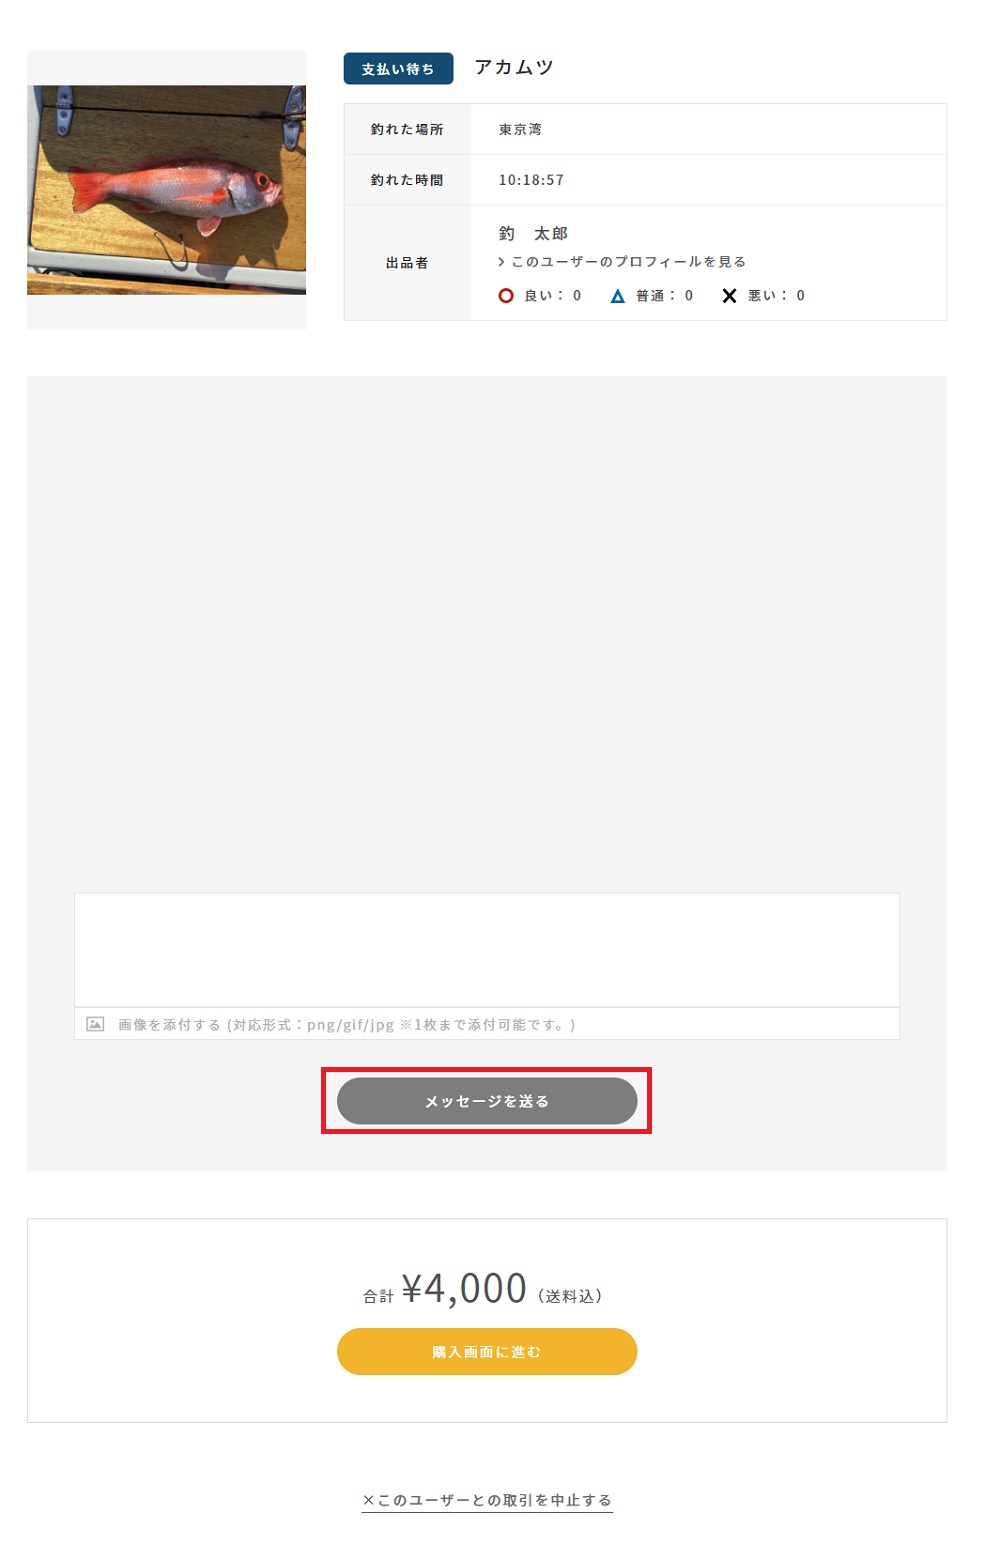 支払い待ち アカムツ
釣れた場所 東京湾
釣れた時間 10:18:57
出品者
釣　太郎
このユーザーのプロフィールを見る
良い： 0 普通： 0 悪い： 0
画像を添付する (対応形式：png/gif/jpg ※1枚まで添付可能です。)
メッセージを送る
合計 ¥4,000（送料込）
購入画面に進む
×このユーザーとの取引を中止する